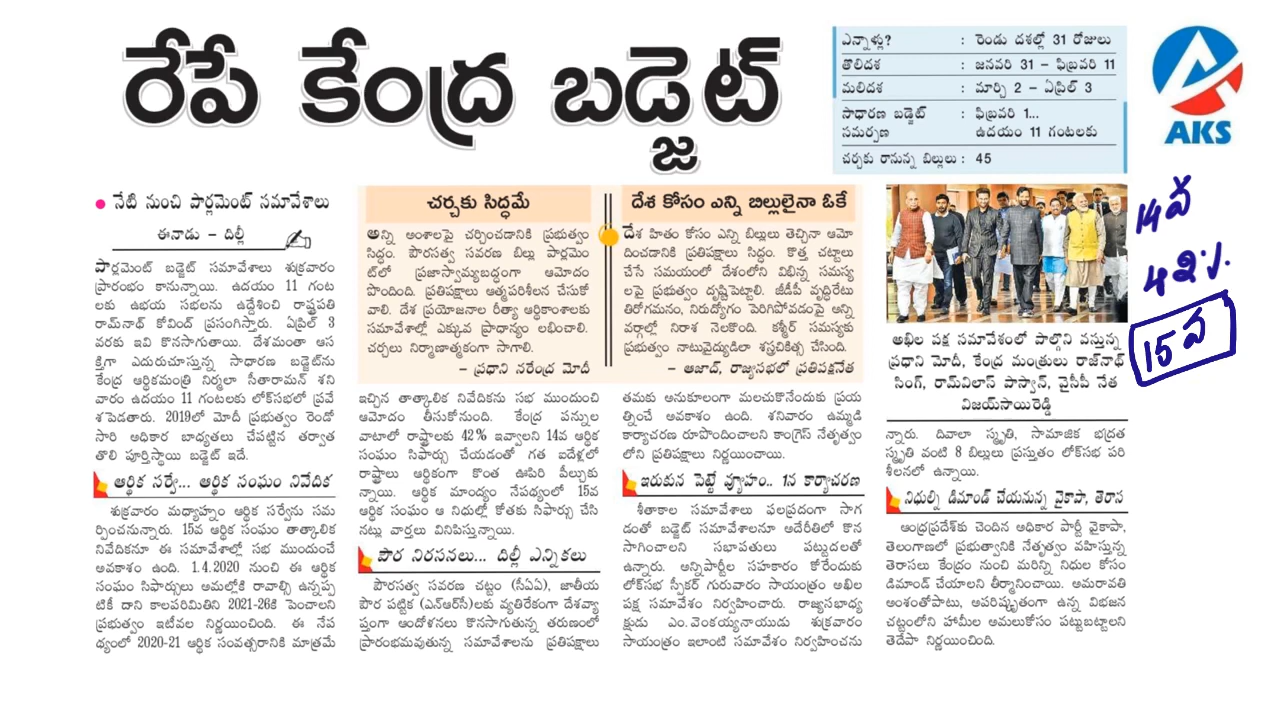 రేపే కేంద్ర బడ్జెట్
ఎన్నాళ్లు? : రెండు దశల్లో 31 రోజులు
తొలిదశ : జనవరి 31 – ఫిబ్రవరి 11
మలిదశ : మార్చి 2 – ఏప్రిల్ 3
సాధారణ బడ్జెట్ : ఫిబ్రవరి 1...
సమర్పణ ఉదయం 11 గంటలకు
చర్చకు రానున్న బిల్లులు : 45
AKS
14వ
42%.
15వ
• నేటి నుంచి పార్లమెంట్ సమావేశాలు
ఈనాడు – దిల్లీ
పార్లమెంట్ బడ్జెట్ సమావేశాలు శుక్రవారం
ప్రారంభం కానున్నాయి. ఉదయం 11 గంట
లకు ఉభయ సభలను ఉద్దేశించి రాష్ట్రపతి
రామ్‌నాథ్ కోవింద్ ప్రసంగిస్తారు. ఏప్రిల్ 3
వరకు ఇవి కొనసాగుతాయి. దేశమంతా ఆస
క్తిగా ఎదురుచూస్తున్న సాధారణ బడ్జెట్‌ను
కేంద్ర ఆర్థికమంత్రి నిర్మలా సీతారామన్ శని
వారం ఉదయం 11 గంటలకు లోక్‌సభలో ప్రవే
శపెడతారు. 2019లో మోదీ ప్రభుత్వం రెండో
సారి అధికార బాధ్యతలు చేపట్టిన తర్వాత
తొలి పూర్తిస్థాయి బడ్జెట్ ఇదే.
ఆర్థిక సర్వే... ఆర్థిక సంఘం నివేదిక
శుక్రవారం మధ్యాహ్నం ఆర్థిక సర్వేను సమ
ర్పించనున్నారు. 15వ ఆర్థిక సంఘం తాత్కాలిక
నివేదికనూ ఈ సమావేశాల్లో సభ ముందుంచే
అవకాశం ఉంది. 1.4.2020 నుంచి ఈ ఆర్థిక
సంఘం సిఫార్సులు అమల్లోకి రావాల్సి ఉన్నప్ప
టికీ దాని కాలపరిమితిని 2021-26కి పెంచాలని
ప్రభుత్వం ఇటీవల నిర్ణయించింది. ఈ నేప
థ్యంలో 2020-21 ఆర్థిక సంవత్సరానికి మాత్రమే
చర్చకు సిద్ధమే
అన్ని అంశాలపై చర్చించడానికి ప్రభుత్వం
సిద్ధం. పౌరసత్వ సవరణ బిల్లు పార్లమెం
ట్‌లో ప్రజాస్వామ్యబద్ధంగా ఆమోదం
పొందింది. ప్రతిపక్షాలు ఆత్మపరిశీలన చేసుకో
వాలి. దేశ ప్రయోజనాల రీత్యా ఆర్థికాంశాలకు
సమావేశాల్లో ఎక్కువ ప్రాధాన్యం లభించాలి.
చర్చలు నిర్మాణాత్మకంగా సాగాలి.
– ప్రధాని నరేంద్ర మోదీ
దేశ కోసం ఎన్ని బిల్లులైనా ఓకే
దేశ హితం కోసం ఎన్ని బిల్లులు తెచ్చినా ఆమో
దించడానికి ప్రతిపక్షాలు సిద్ధం. కొత్త చట్టాలు
చేసే సమయంలో దేశంలోని విభిన్న సమస్య
లపై ప్రభుత్వం దృష్టిపెట్టాలి. జీడీపీ వృద్ధిరేటు
తిరోగమనం, నిరుద్యోగం పెరిగిపోవడంపై అన్ని
వర్గాల్లో నిరాశ నెలకొంది. కశ్మీర్ సమస్యకు
ప్రభుత్వం నాటువైద్యుడిలా శస్త్రచికిత్స చేసింది.
– ఆజాద్, రాజ్యసభలో ప్రతిపక్షనేత
ఇచ్చిన తాత్కాలిక నివేదికను సభ ముందుంచి
ఆమోదం తీసుకోనుంది. కేంద్ర పన్నుల
వాటాలో రాష్ట్రాలకు 42% ఇవ్వాలని 14వ ఆర్థిక
సంఘం సిఫార్సు చేయడంతో గత ఐదేళ్లలో
రాష్ట్రాలు ఆర్థికంగా కొంత ఊపిరి పీల్చుకు
న్నాయి. ఆర్థిక మాంద్యం నేపథ్యంలో 15వ
ఆర్థిక సంఘం ఆ నిధుల్లో కోతకు సిఫార్సు చేసి
నట్లు వార్తలు వినిపిస్తున్నాయి.
పౌర నిరసనలు... దిల్లీ ఎన్నికలు
పౌరసత్వ సవరణ చట్టం (సీఏఏ), జాతీయ
పౌర పట్టిక (ఎన్ఆర్‌సీ)లకు వ్యతిరేకంగా దేశవ్యా
ప్తంగా ఆందోళనలు కొనసాగుతున్న తరుణంలో
ప్రారంభమవుతున్న సమావేశాలను ప్రతిపక్షాలు
తమకు అనుకూలంగా మలచుకొనేందుకు ప్రయ
త్నించే అవకాశం ఉంది. శనివారం ఉమ్మడి
కార్యాచరణ రూపొందించాలని కాంగ్రెస్ నేతృత్వం
లోని ప్రతిపక్షాలు నిర్ణయించాయి.
ఇరుకున పెట్టే వ్యూహం.. 1న కార్యాచరణ
శీతాకాల సమావేశాలు ఫలప్రదంగా సాగ
డంతో బడ్జెట్ సమావేశాలనూ అదేరీతిలో కొన
సాగించాలని సభాపతులు పట్టుదలతో
ఉన్నారు. అన్నిపార్టీల సహకారం కోరేందుకు
లోక్‌సభ స్పీకర్ గురువారం సాయంత్రం అఖిల
పక్ష సమావేశం నిర్వహించారు. రాజ్యసభాధ్య
క్షుడు ఎం.వెంకయ్యనాయుడు శుక్రవారం
సాయంత్రం ఇలాంటి సమావేశం నిర్వహించను
అఖిల పక్ష సమావేశంలో పాల్గొని వస్తున్న
ప్రధాని మోదీ, కేంద్ర మంత్రులు రాజ్‌నాథ్
సింగ్, రామ్‌విలాస్ పాస్వాన్, వైసీపీ నేత
విజయ్‌సాయిరెడ్డి
న్నారు. దివాలా స్మృతి, సామాజిక భద్రత
స్మృతి వంటి 8 బిల్లులు ప్రస్తుతం లోక్‌సభ పరి
శీలనలో ఉన్నాయి.
నిధుల్ని డిమాండ్ చేయనున్న వైకాపా, తెరాస
ఆంధ్రప్రదేశ్‌కు చెందిన అధికార పార్టీ వైకాపా,
తెలంగాణలో ప్రభుత్వానికి నేతృత్వం వహిస్తున్న
తెరాసలు కేంద్రం నుంచి మరిన్ని నిధుల కోసం
డిమాండ్ చేయాలని తీర్మానించాయి. అమరావతి
అంశంతోపాటు, అపరిష్కృతంగా ఉన్న విభజన
చట్టంలోని హామీల అమలుకోసం పట్టుబట్టాలని
తెదేపా నిర్ణయించింది.